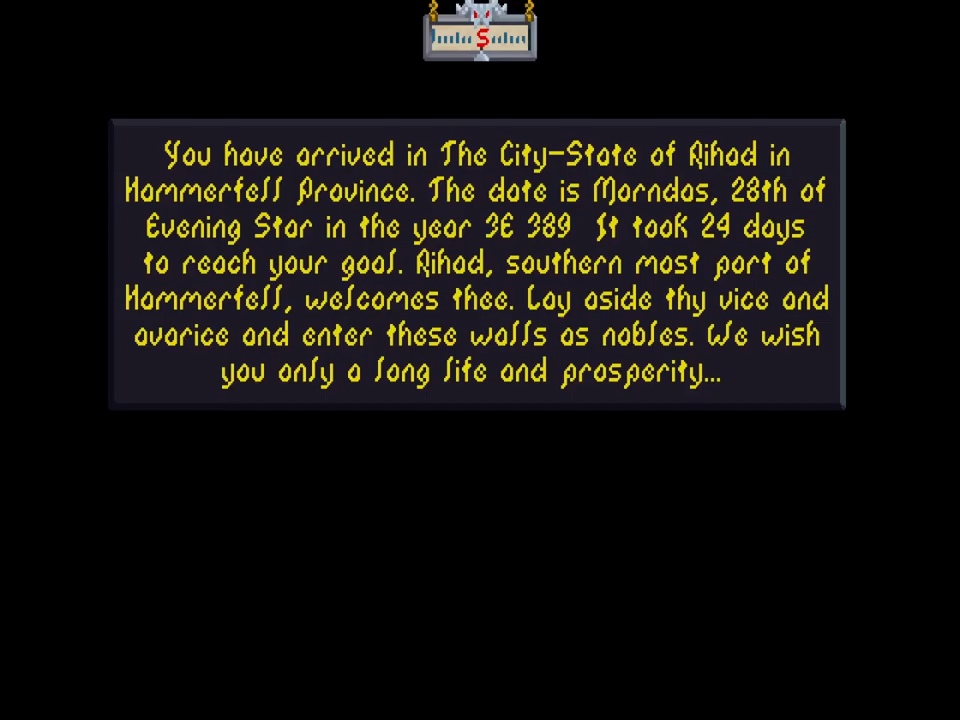 S
You have arrived in The City-State of Rihad in
Hammerfell Province. The date is Morndas, 28th of
Evening Star in the year 3E 389 It took 24 days
to reach your goal. Rihad, southern most part of
Hammerfell, welcomes thee. Lay aside thy vice and
avarice and enter these walls as nobles. We wish
you only a long life and prosperity...